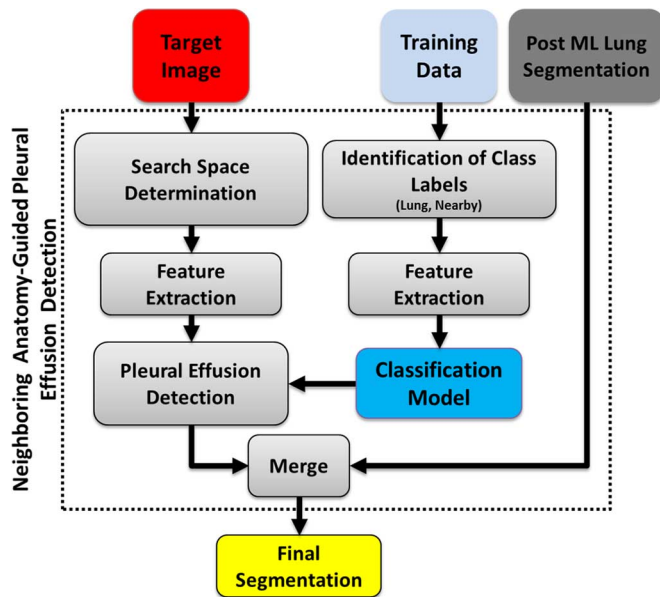 Target
Image
Training
Data
Post ML Lung
Segmentation
Neighboring Anatomy-Guided Pleural
Effusion Detection
Search Space
Determination
Identification of Class
Labels
(Lung, Nearby)
Feature
Extraction
Feature
Extraction
Pleural Effusion
Detection
Classification
Model
Merge
Final
Segmentation